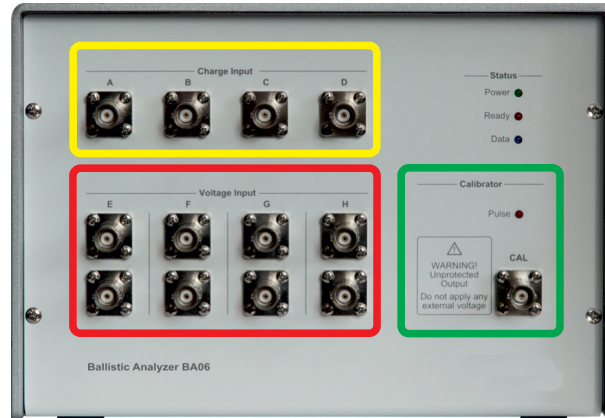 Charge Input
A B C D
Status
Power
Ready
Data
Voltage Input
E F G H
Calibrator
Pulse
WARNING!
Unprotected
Output
Do not apply any
external voltage
CAL
Ballistic Analyzer BA06